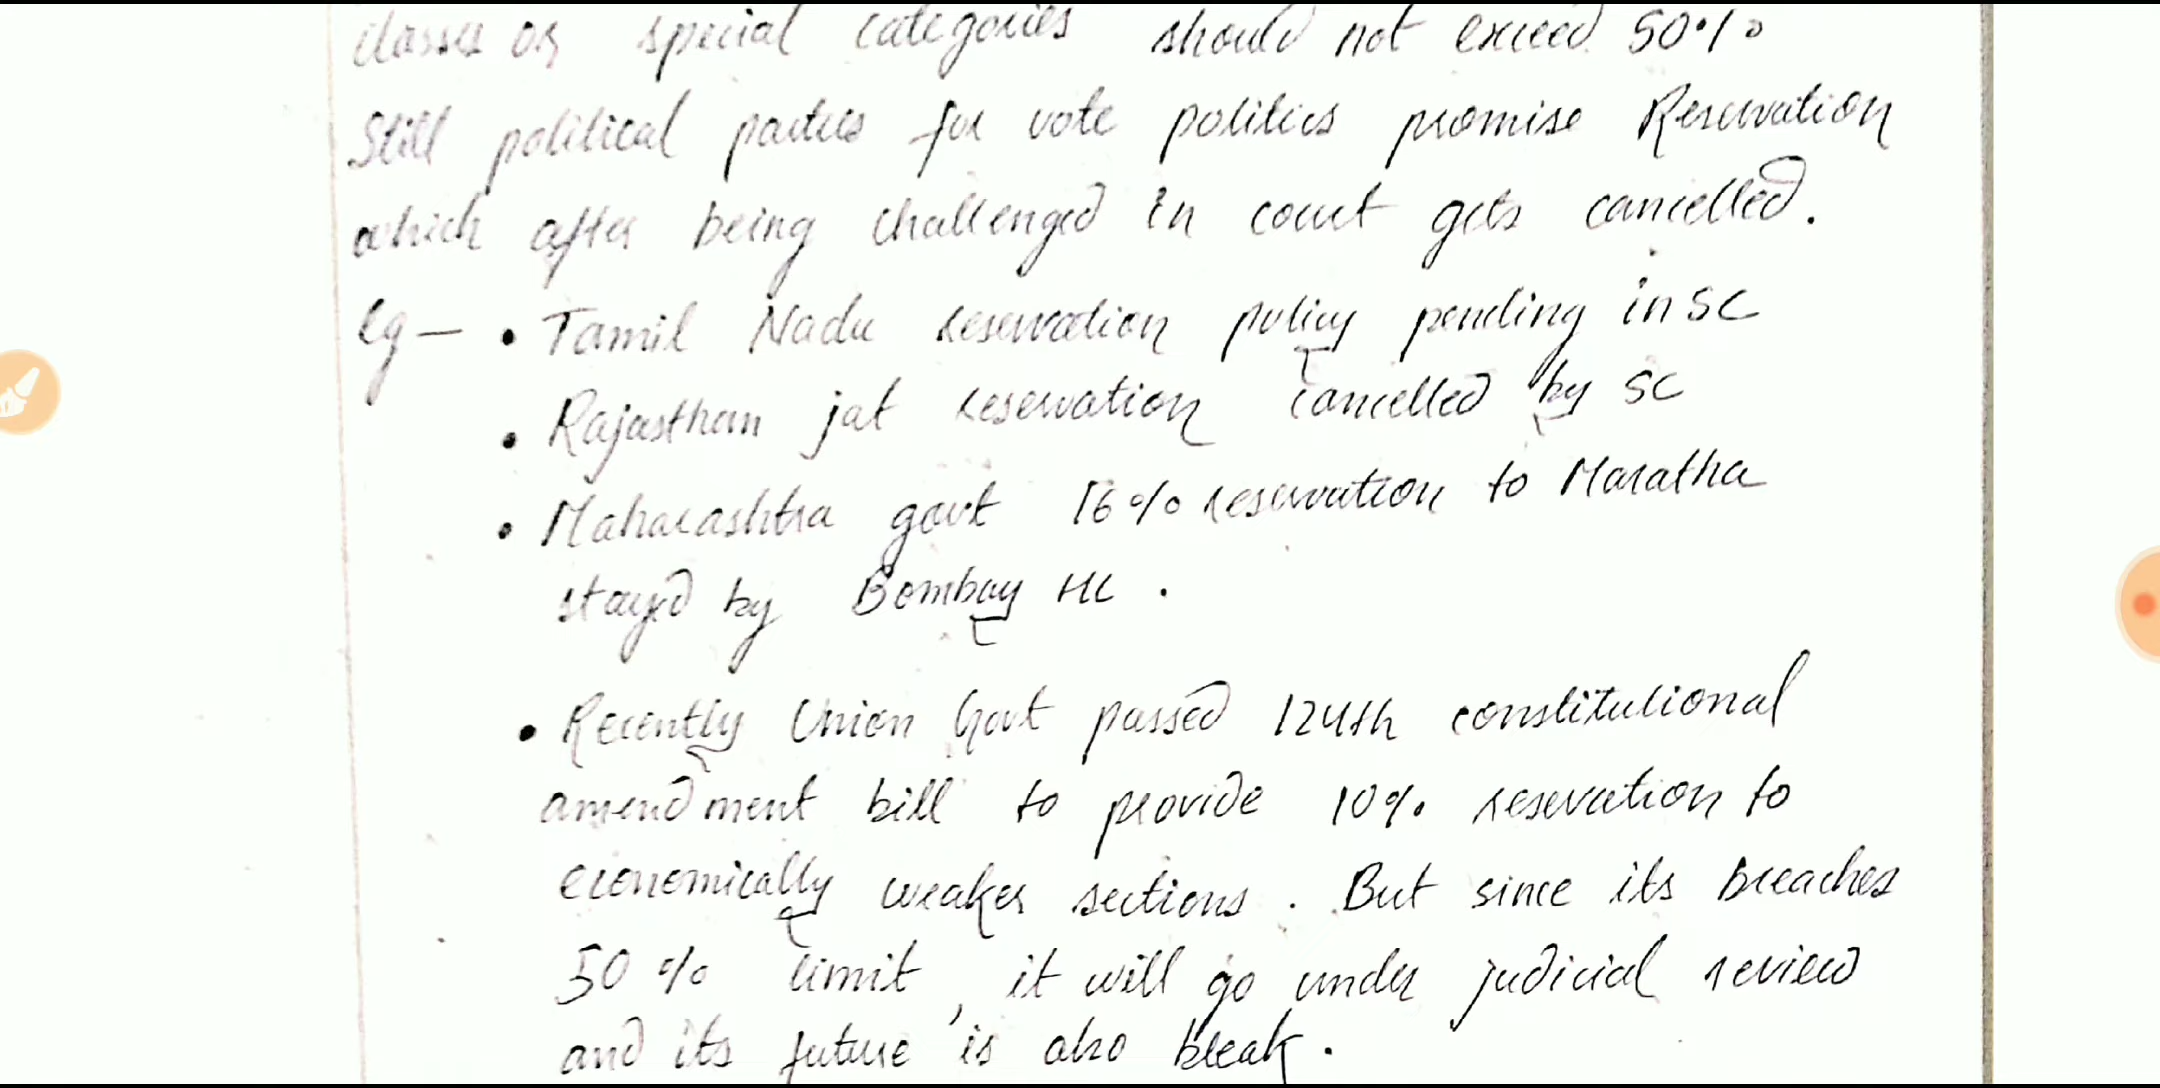 classes or special categories should not exceed 50%
Still political parties for vote politics promise Reservation
which after being challenged in court gets cancelled.
Eg — • Tamil Nadu reservation policy pending in SC
• Rajasthan jat reservation cancelled by SC
• Maharashtra govt 16% reservation to Maratha
stayed by Bombay HC .
• Recently Union Govt passed 124th constitutional
amendment bill to provide 10% reservation to
economically weaker sections . But since its breaches
50 % limit , it will go under judicial review
and its future is also bleak .